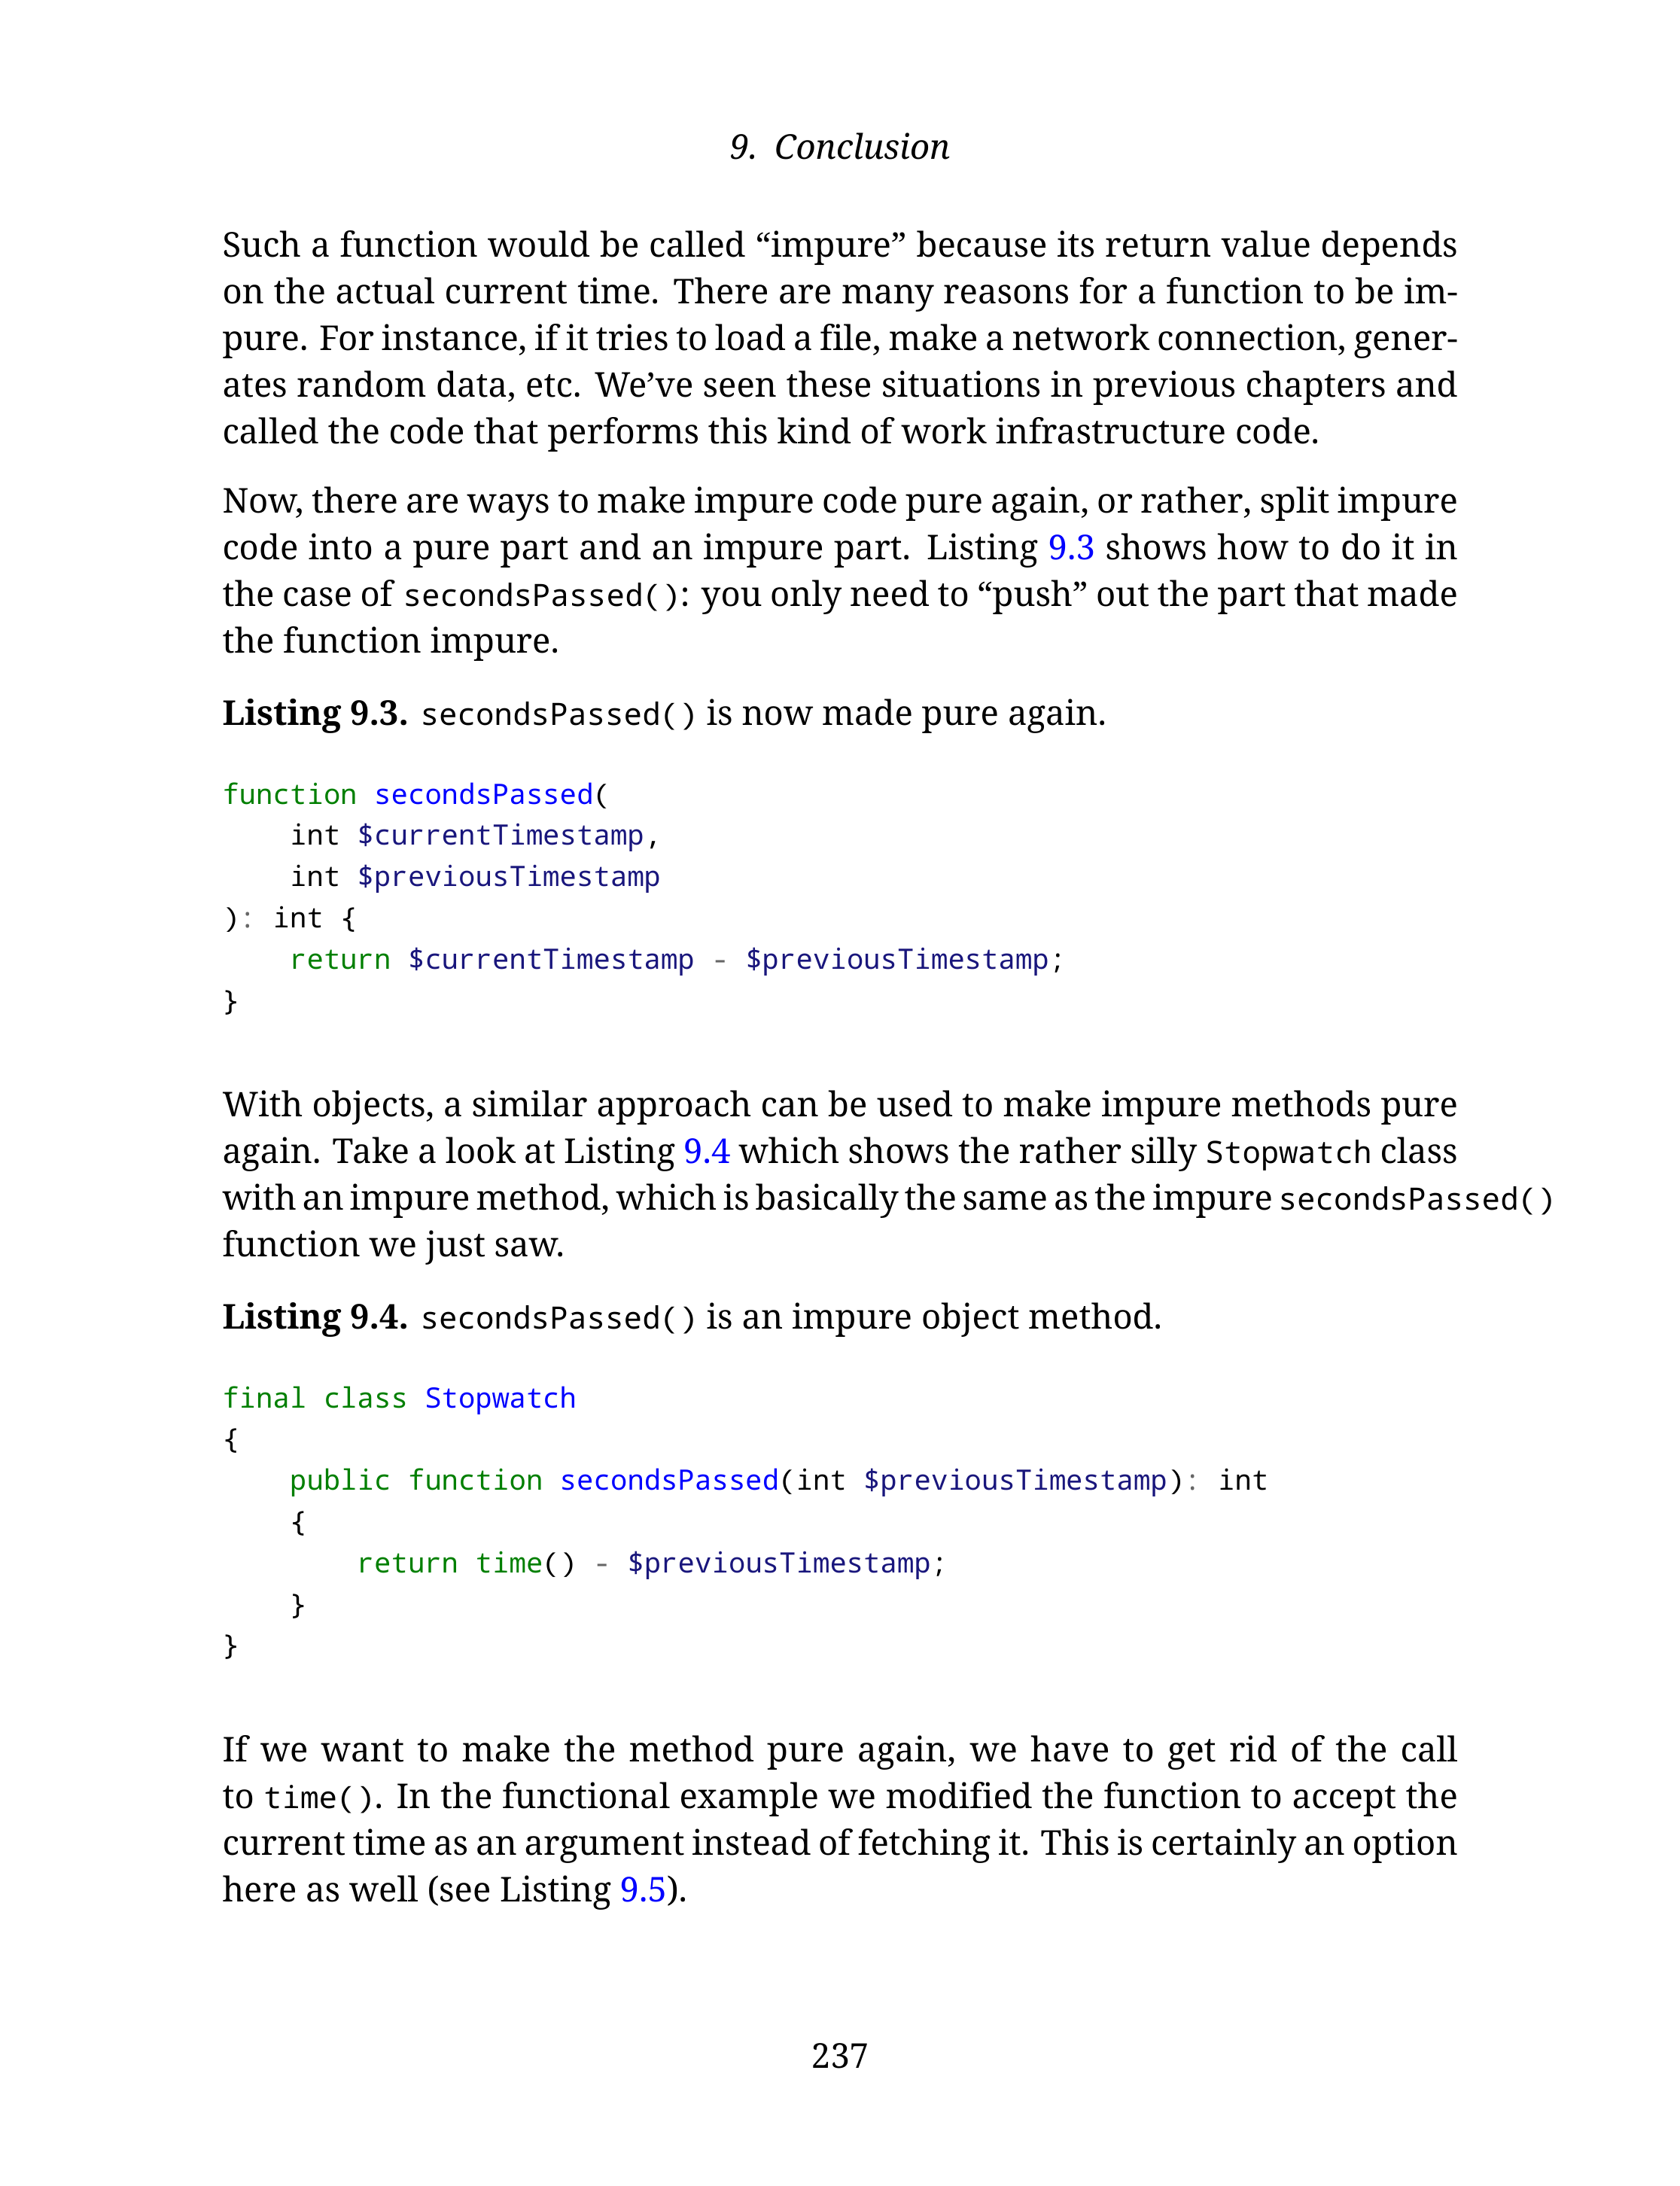 9. Conclusion
Such a function would be called “impure” because its return value depends
on the actual current time. There are many reasons for a function to be im-
pure. For instance, if it tries to load a file, make a network connection, gener-
ates random data, etc. We’ve seen these situations in previous chapters and
called the code that performs this kind of work infrastructure code.
Now, there are ways to make impure code pure again, or rather, split impure
code into a pure part and an impure part. Listing 9.3 shows how to do it in
the case of secondsPassed(): you only need to “push” out the part that made
the function impure.
Listing 9.3. secondsPassed() is now made pure again.
function secondsPassed(
    int $currentTimestamp,
    int $previousTimestamp
): int {
    return $currentTimestamp - $previousTimestamp;
}
With objects, a similar approach can be used to make impure methods pure
again. Take a look at Listing 9.4 which shows the rather silly Stopwatch class
with an impure method, which is basically the same as the impure secondsPassed()
function we just saw.
Listing 9.4. secondsPassed() is an impure object method.
final class Stopwatch
{
    public function secondsPassed(int $previousTimestamp): int
    {
        return time() - $previousTimestamp;
    }
}
If we want to make the method pure again, we have to get rid of the call
to time(). In the functional example we modified the function to accept the
current time as an argument instead of fetching it. This is certainly an option
here as well (see Listing 9.5).
237